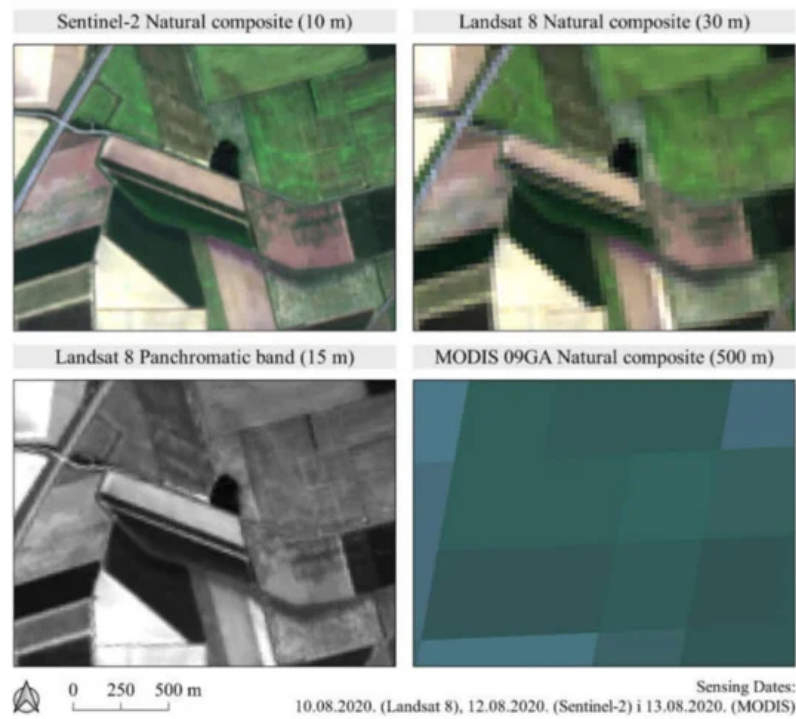 Sentinel-2 Natural composite (10 m)
Landsat 8 Natural composite (30 m)
Landsat 8 Panchromatic band (15 m)
MODIS 09GA Natural composite (500 m)
0 250 500 m
Sensing Dates:
10.08.2020. (Landsat 8), 12.08.2020. (Sentinel-2) i 13.08.2020. (MODIS)